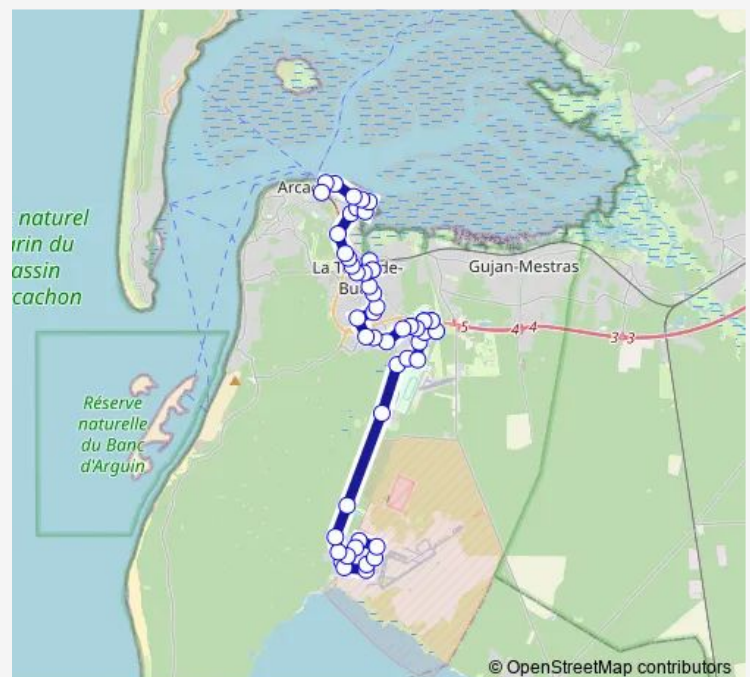 Arca
naturel
rin du
assin
cachon
La T
de-
Bu
Gujan-Mestras
5
4
4
3
3
Réserve
naturelle
du Banc
d'Arguin
© OpenStreetMap contributors